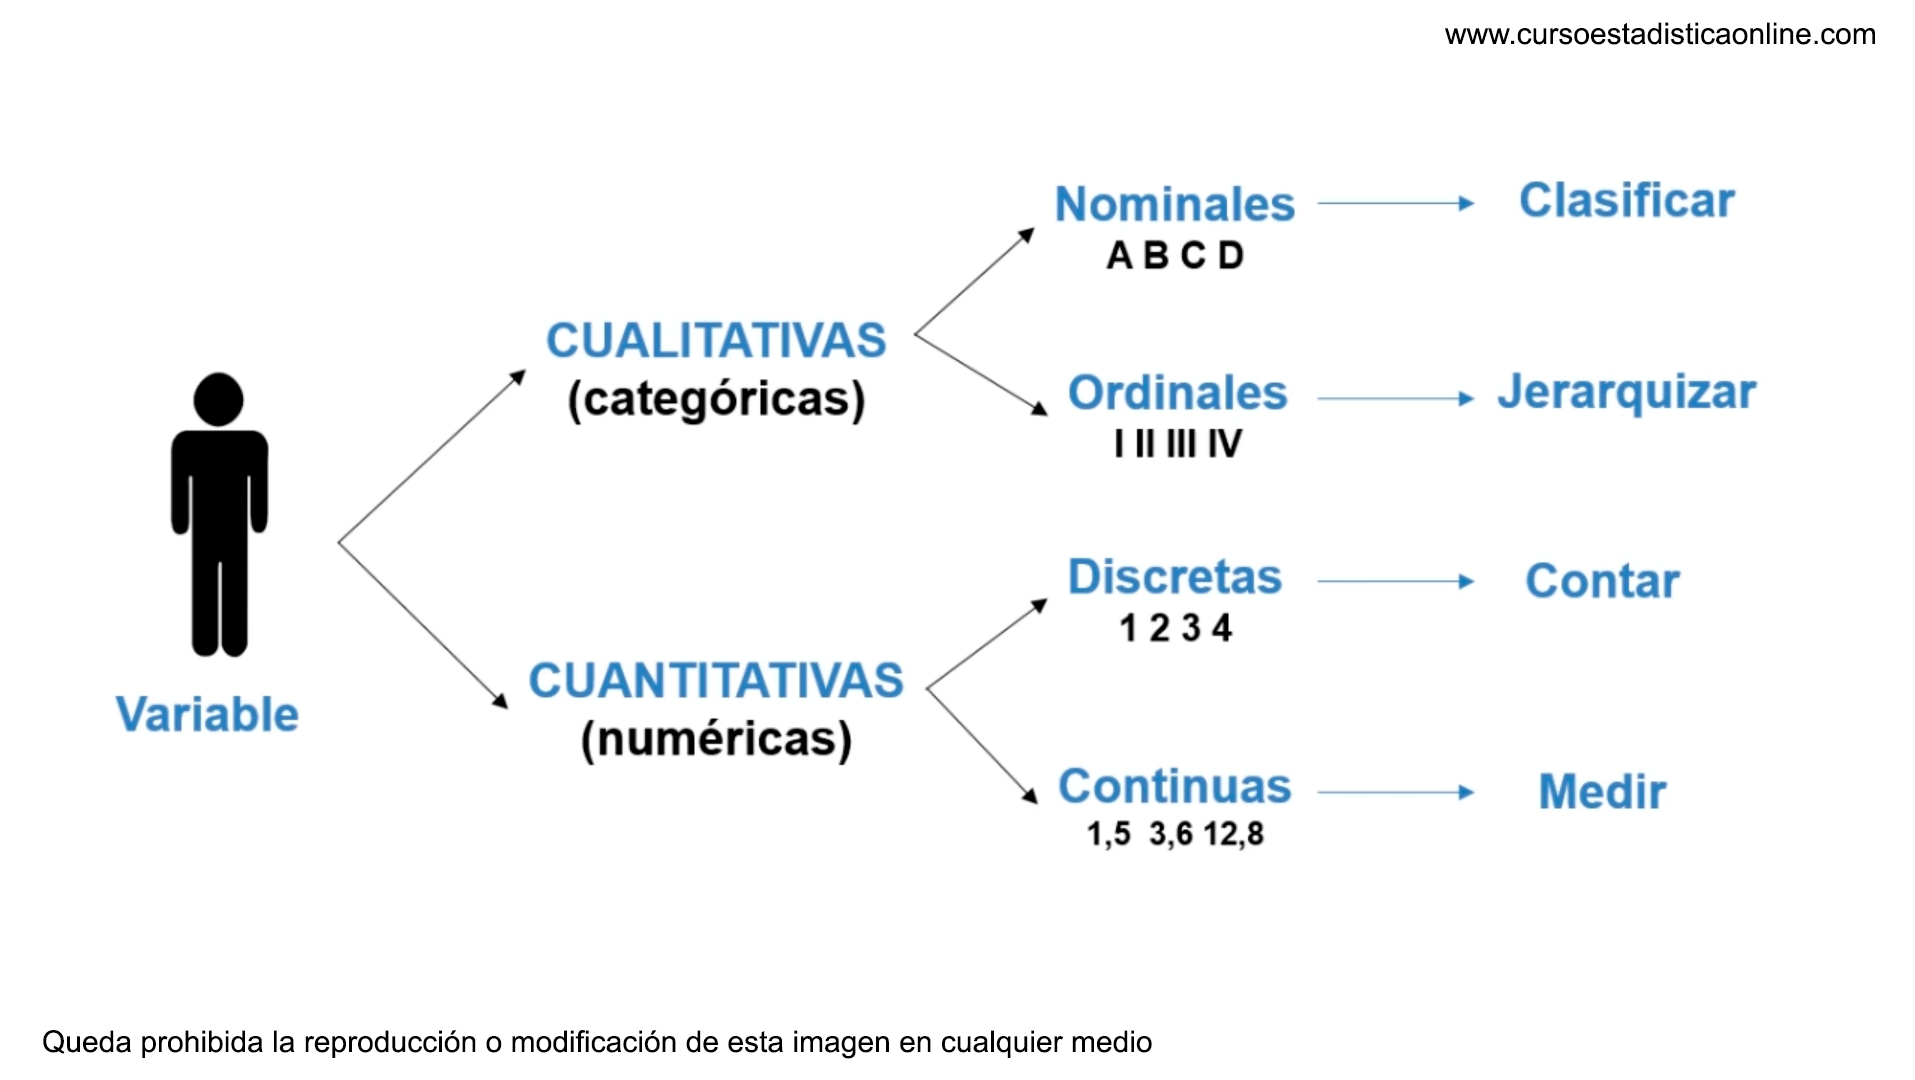 www.cursoestadisticaonline.com
Variable
CUALITATIVAS
(categóricas)
Nominales
A B C D
Clasificar
Ordinales
I II III IV
Jerarquizar
CUANTITATIVAS
(numéricas)
Discretas
1 2 3 4
Contar
Continuas
1,5 3,6 12,8
Medir
Queda prohibida la reproducción o modificación de esta imagen en cualquier medio